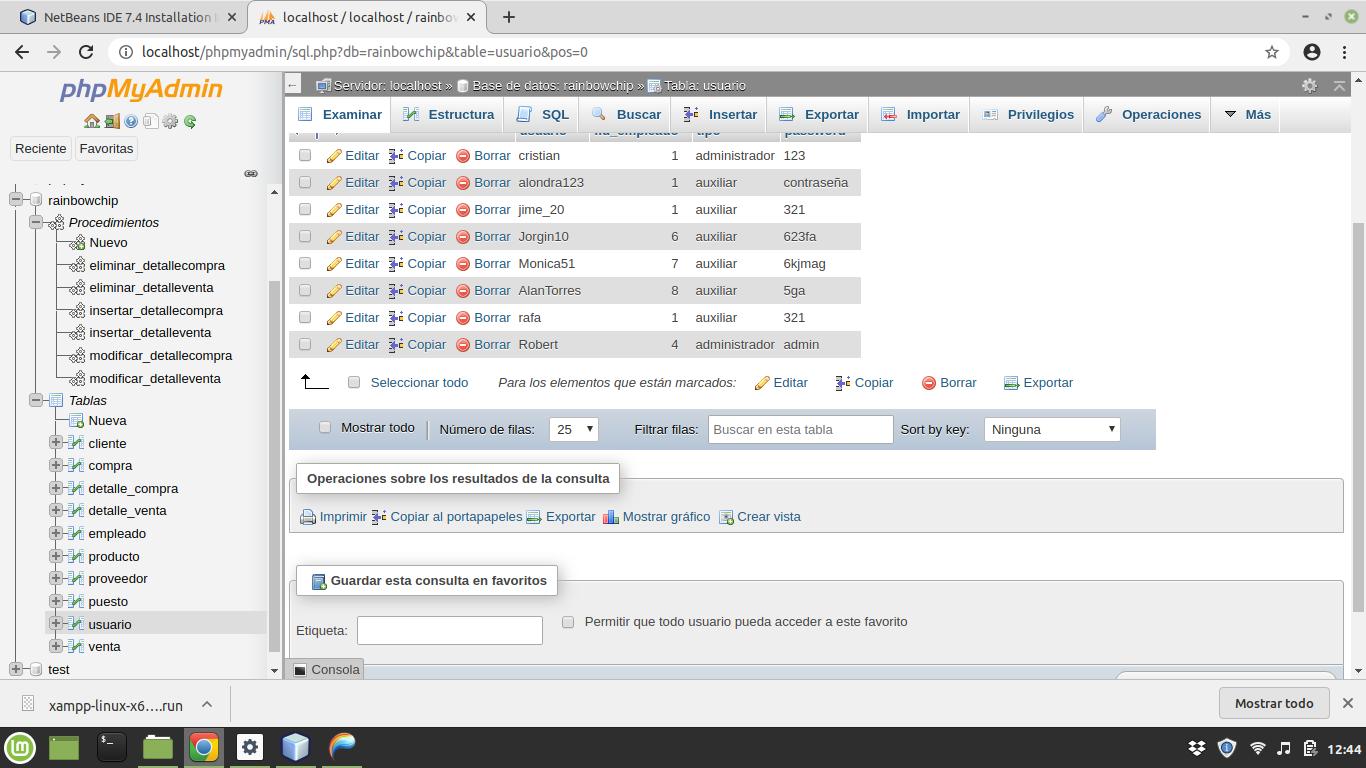 NetBeans IDE 7.4 Installation I
localhost / localhost / rainbow
localhost/phpmyadmin/sql.php?db=rainbowchip&table=usuario&pos=0
phpMyAdmin
Reciente Favoritas
rainbowchip
Procedimientos
Nuevo
eliminar_detallecompra
eliminar_detalleventa
insertar_detallecompra
insertar_detalleventa
modificar_detallecompra
modificar_detalleventa
Tablas
Nueva
cliente
compra
detalle_compra
detalle_venta
empleado
producto
proveedor
puesto
usuario
venta
test
Servidor: localhost » Base de datos: rainbowchip » Tabla: usuario
Examinar Estructura SQL Buscar Insertar Exportar Importar Privilegios Operaciones Más
usuario tipo password
Editar Copiar Borrar cristian 1 administrador 123
Editar Copiar Borrar alondra123 1 auxiliar contraseña
Editar Copiar Borrar jime_20 1 auxiliar 321
Editar Copiar Borrar Jorgin10 6 auxiliar 623fa
Editar Copiar Borrar Monica51 7 auxiliar 6kjmag
Editar Copiar Borrar AlanTorres 8 auxiliar 5ga
Editar Copiar Borrar rafa 1 auxiliar 321
Editar Copiar Borrar Robert 4 administrador admin
Seleccionar todo Para los elementos que están marcados: Editar Copiar Borrar Exportar
Mostrar todo Número de filas: 25 Filtrar filas: Buscar en esta tabla Sort by key: Ninguna
Operaciones sobre los resultados de la consulta
Imprimir Copiar al portapapeles Exportar Mostrar gráfico Crear vista
Guardar esta consulta en favoritos
Etiqueta: Permitir que todo usuario pueda acceder a este favorito
Consola
xampp-linux-x6....run
Mostrar todo
12:44